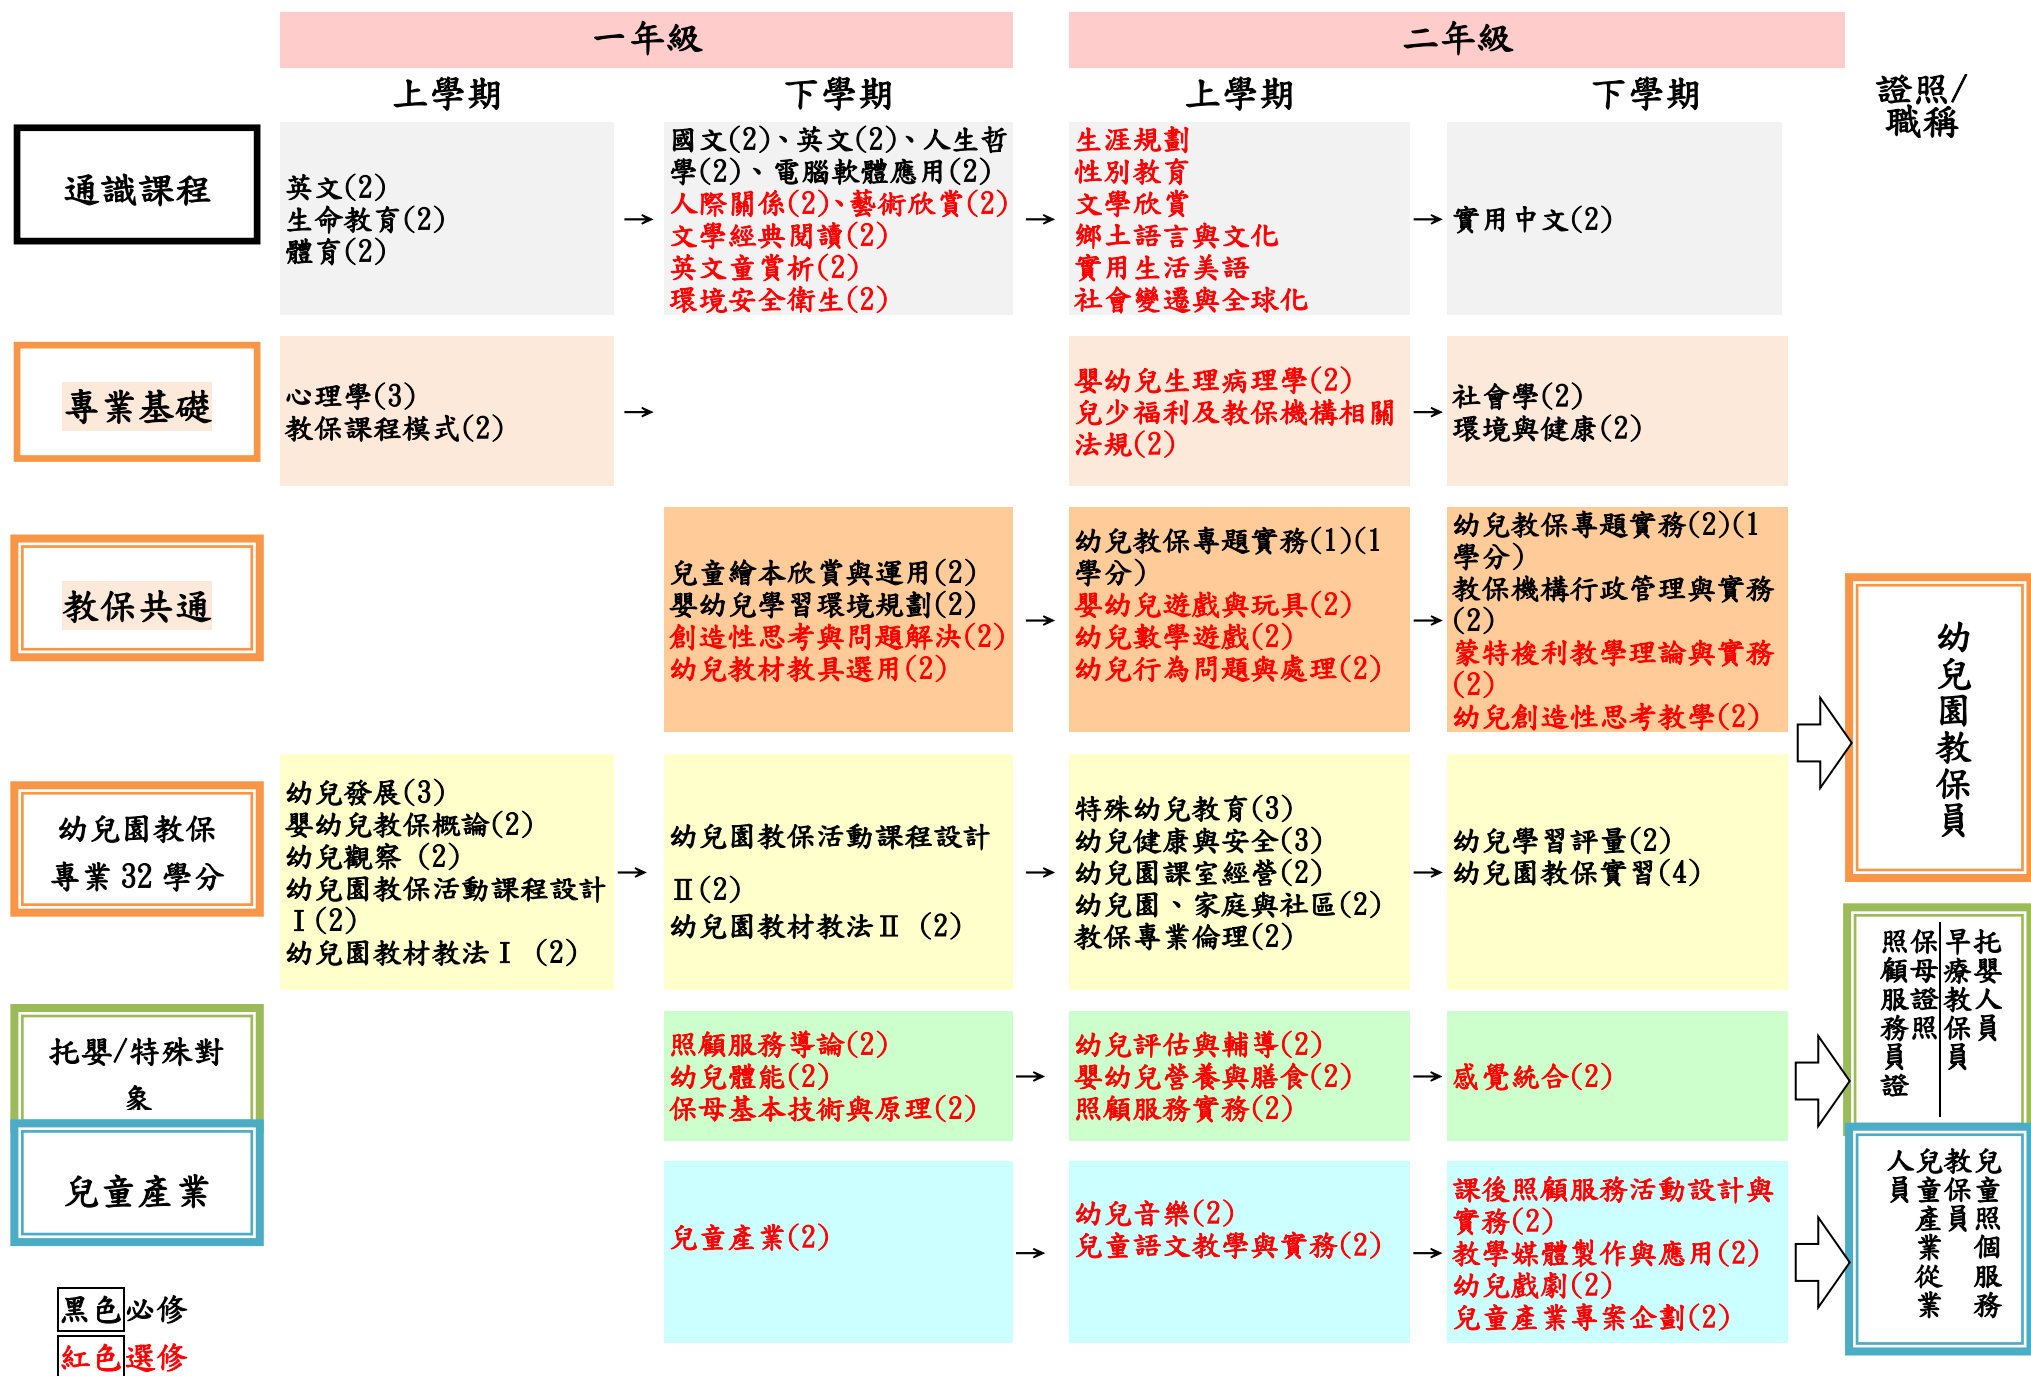 一年級
二年級
上學期
下學期
上學期
下學期
證照/
職稱
通識課程
英文(2)
生命教育(2)
體育(2)
國文(2)、英文(2)、人生哲
學(2)、電腦軟體應用(2)
人際關係(2)、藝術欣賞(2)
文學經典閱讀(2)
英文童賞析(2)
環境安全衛生(2)
生涯規劃
性別教育
文學欣賞
鄉土語言與文化
實用生活美語
社會變遷與全球化
實用中文(2)
專業基礎
心理學(3)
教保課程模式(2)
嬰幼兒生理病理學(2)
兒少福利及教保機構相關
法規(2)
社會學(2)
環境與健康(2)
教保共通
兒童繪本欣賞與運用(2)
嬰幼兒學習環境規劃(2)
創造性思考與問題解決(2)
幼兒教材教具選用(2)
幼兒教保專題實務(1)(1
學分)
嬰幼兒遊戲與玩具(2)
幼兒數學遊戲(2)
幼兒行為問題與處理(2)
幼兒教保專題實務(2)(1
學分)
教保機構行政管理與實務
(2)
蒙特梭利教學理論與實務
(2)
幼兒創造性思考教學(2)
幼兒園教保員
幼兒園教保
專業 32 學分
幼兒發展(3)
嬰幼兒教保概論(2)
幼兒觀察 (2)
幼兒園教保活動課程設計
Ⅰ(2)
幼兒園教材教法Ⅰ (2)
幼兒園教保活動課程設計
Ⅱ(2)
幼兒園教材教法Ⅱ (2)
特殊幼兒教育(3)
幼兒健康與安全(3)
幼兒園課室經營(2)
幼兒園、家庭與社區(2)
教保專業倫理(2)
幼兒學習評量(2)
幼兒園教保實習(4)
托嬰人員
早療教保員
保母證照
照顧服務員證
托嬰/特殊對
象
照顧服務導論(2)
幼兒體能(2)
保母基本技術與原理(2)
幼兒評估與輔導(2)
嬰幼兒營養與膳食(2)
照顧服務實務(2)
感覺統合(2)
兒童產業
兒童產業(2)
幼兒音樂(2)
兒童語文教學與實務(2)
課後照顧服務活動設計與
實務(2)
教學媒體製作與應用(2)
幼兒戲劇(2)
兒童產業專案企劃(2)
兒童照個服務
教保員
兒童產業從業
人員
黑色必修
紅色選修